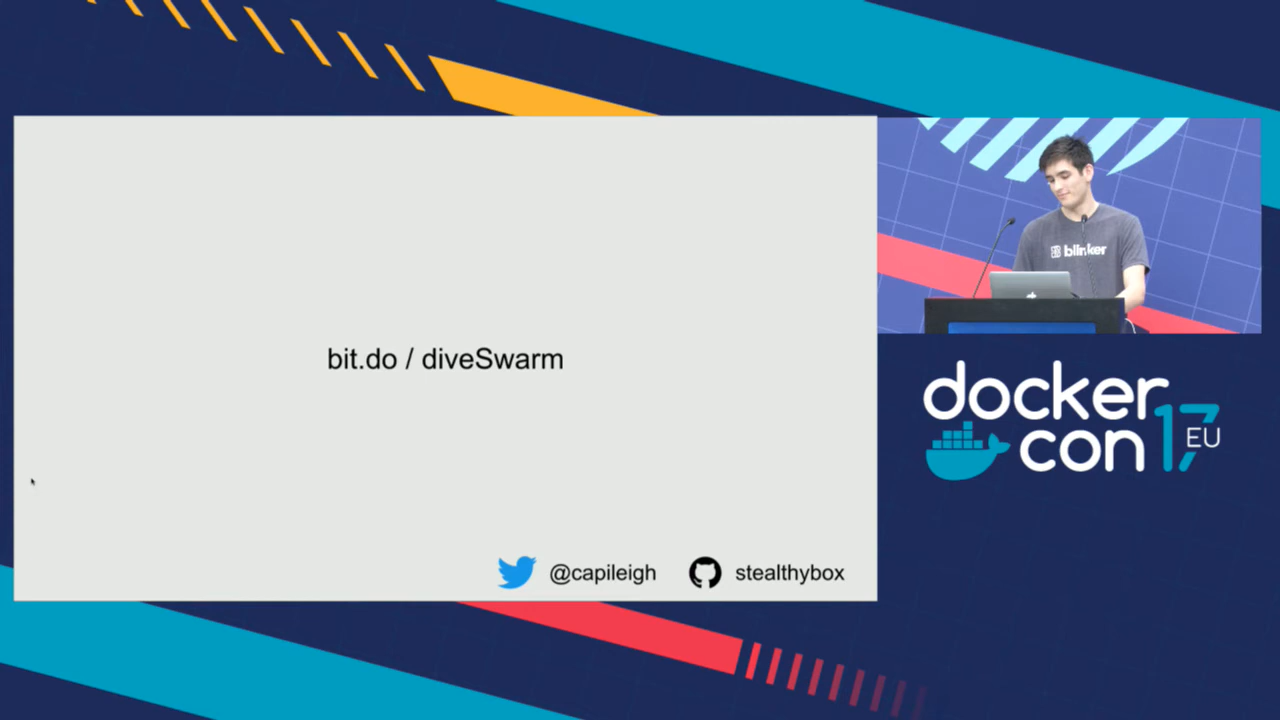 bit.do / diveSwarm
@capileigh
stealthybox
blinker
docker
con 17 EU